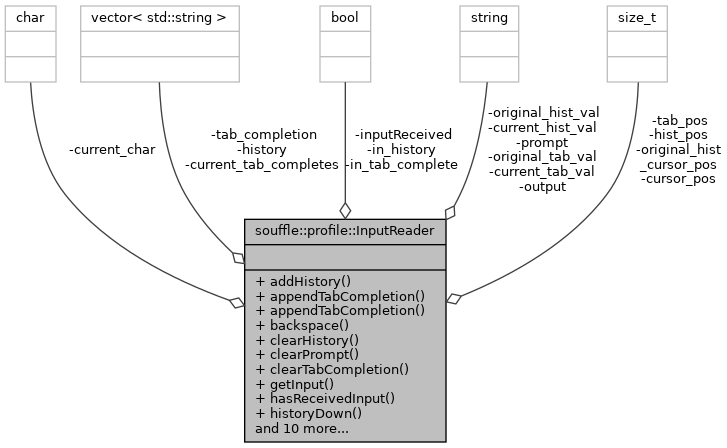 char
vector< std::string >
bool
string
size_t
-current_char
-tab_completion
-history
-current_tab_completes
-inputReceived
-in_history
-in_tab_complete
-original_hist_val
-current_hist_val
-prompt
-original_tab_val
-current_tab_val
-output
-tab_pos
-hist_pos
-original_hist
_cursor_pos
-cursor_pos
souffle::profile::InputReader
+ addHistory()
+ appendTabCompletion()
+ appendTabCompletion()
+ backspace()
+ clearHistory()
+ clearPrompt()
+ clearTabCompletion()
+ getInput()
+ hasReceivedInput()
+ historyDown()
and 10 more...